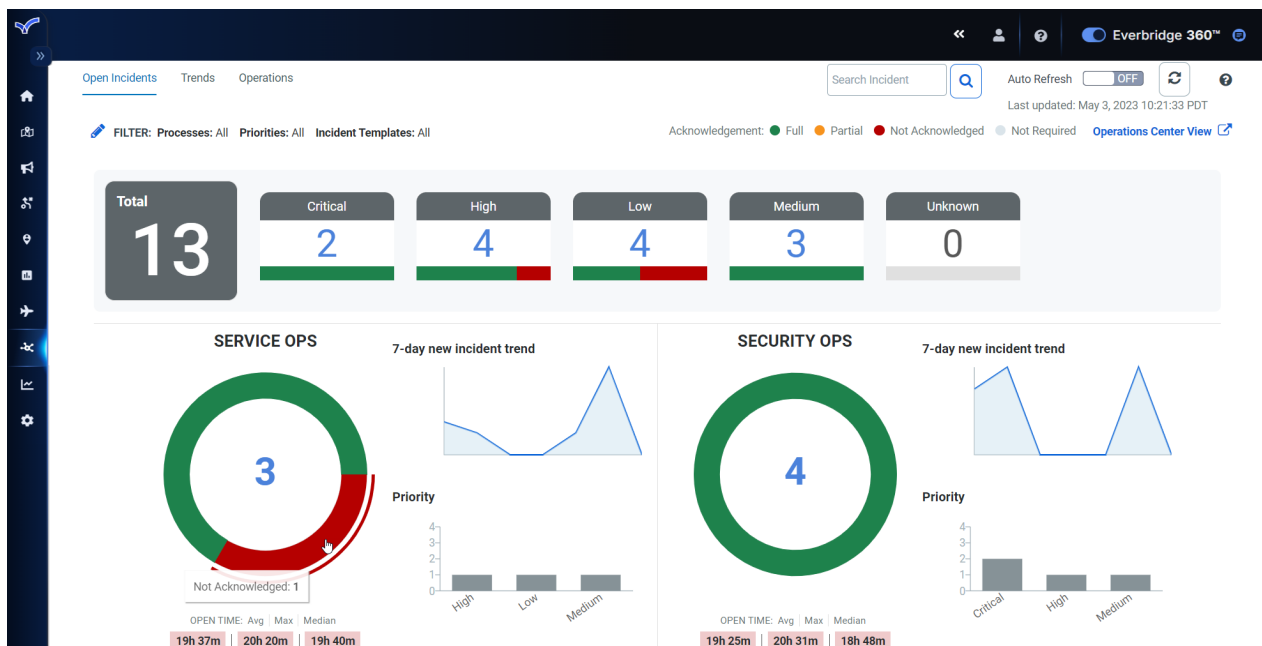 Everbridge 360™
Open Incidents Trends Operations
Search Incident
Auto Refresh OFF
Last updated: May 3, 2023 10:21:33 PDT
FILTER: Processes: All Priorities: All Incident Templates: All
Acknowledgement: Full Partial Not Acknowledged Not Required Operations Center View
Total
13
Critical
2
High
4
Low
4
Medium
3
Unknown
0
SERVICE OPS
3
Not Acknowledged: 1
OPEN TIME: Avg | Max | Median
19h 37m | 20h 20m | 19h 40m
7-day new incident trend
Priority
4
3
2
1
0
High Low Medium
SECURITY OPS
4
OPEN TIME: Avg | Max | Median
19h 25m | 20h 31m | 18h 48m
7-day new incident trend
Priority
4
3
2
1
0
Critical High Medium